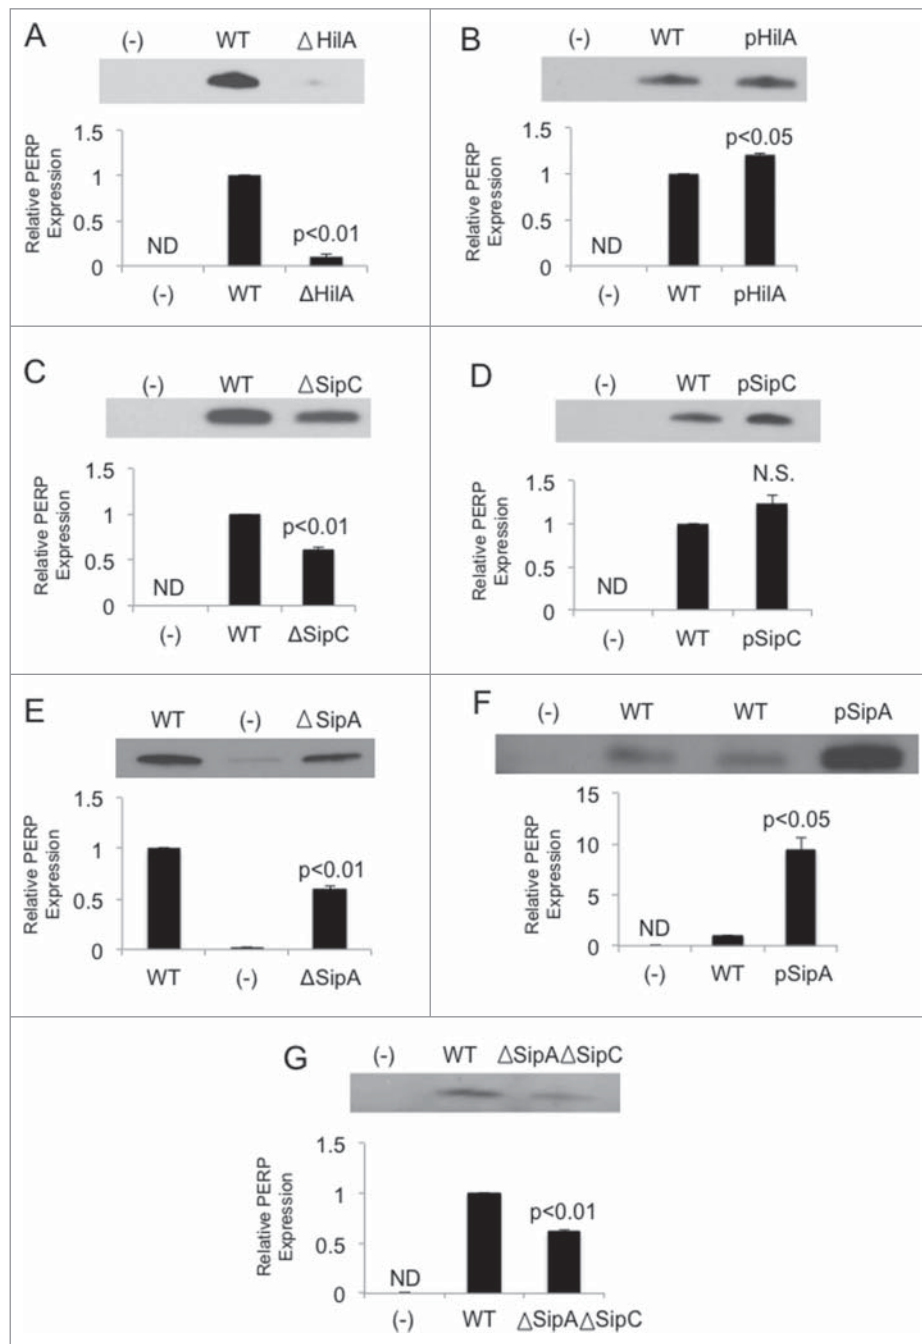 A
(-) WT △HilA
Relative PERP
Expression
1.5
1
0.5
0
ND
p<0.01
(-) WT ΔHilA
B
(-) WT pHilA
Relative PERP
Expression
1.5
1
0.5
0
ND
p<0.05
(-) WT pHilA
C
(-) WT △SipC
Relative PERP
Expression
1.5
1
0.5
0
ND
p<0.01
(-) WT ΔSipC
D
(-) WT pSipC
Relative PERP
Expression
1.5
1
0.5
0
ND
N.S.
(-) WT pSipC
E
WT (-) △SipA
Relative PERP
Expression
1.5
1
0.5
0
p<0.01
WT (-) ΔSipA
F
(-) WT WT pSipA
Relative PERP
Expression
15
10
5
0
ND
p<0.05
(-) WT pSipA
G
(-) WT △SipA△SipC
Relative PERP
Expression
1.5
1
0.5
0
ND
p<0.01
(-) WT ΔSipAΔSipC